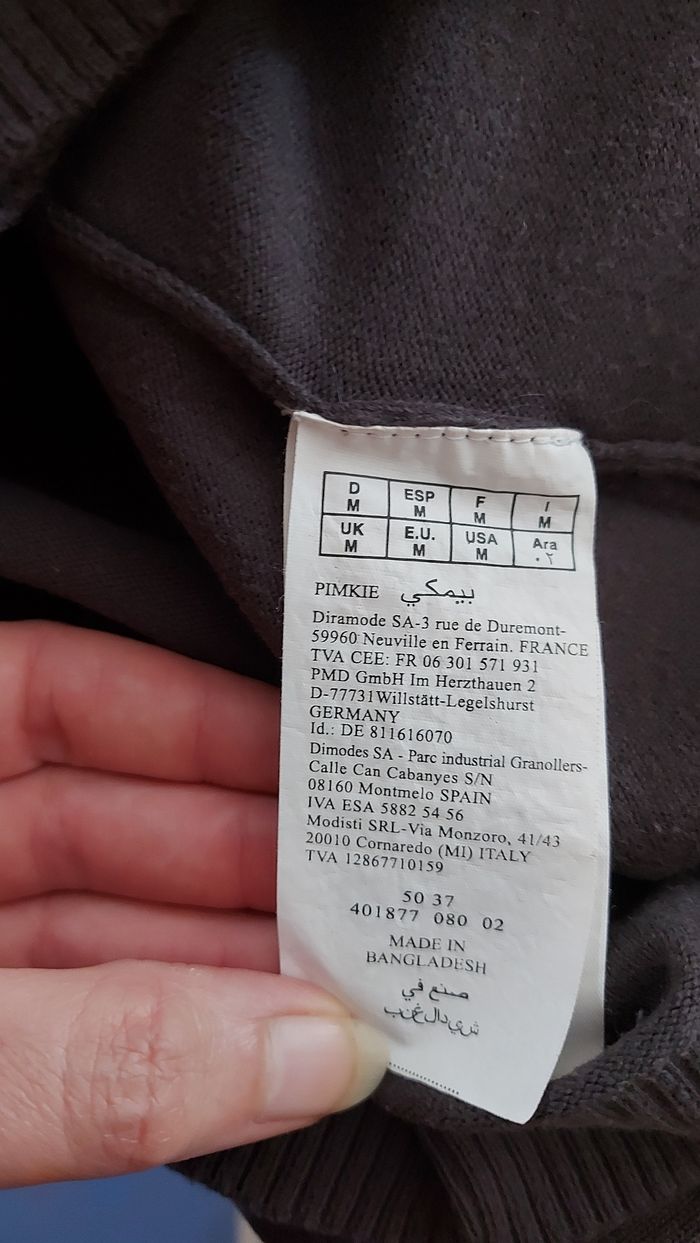 D ESP F I
M M M M
UK E.U. USA Ara
M M M ٠٢
PIMKIE بيمكي
Diramode SA-3 rue de Duremont-
59960 Neuville en Ferrain. FRANCE
TVA CEE: FR 06 301 571 931
PMD GmbH Im Herzthauen 2
D-77731Willstätt-Legelshurst
GERMANY
Id.: DE 811616070
Dimodes SA - Parc industrial Granollers-
Calle Can Cabanyes S/N
08160 Montmelo SPAIN
IVA ESA 5882 54 56
Modisti SRL-Via Monzoro, 41/43
20010 Cornaredo (MI) ITALY
TVA 12867710159
50 37
401877 080 02
MADE IN
BANGLADESH
صنع في